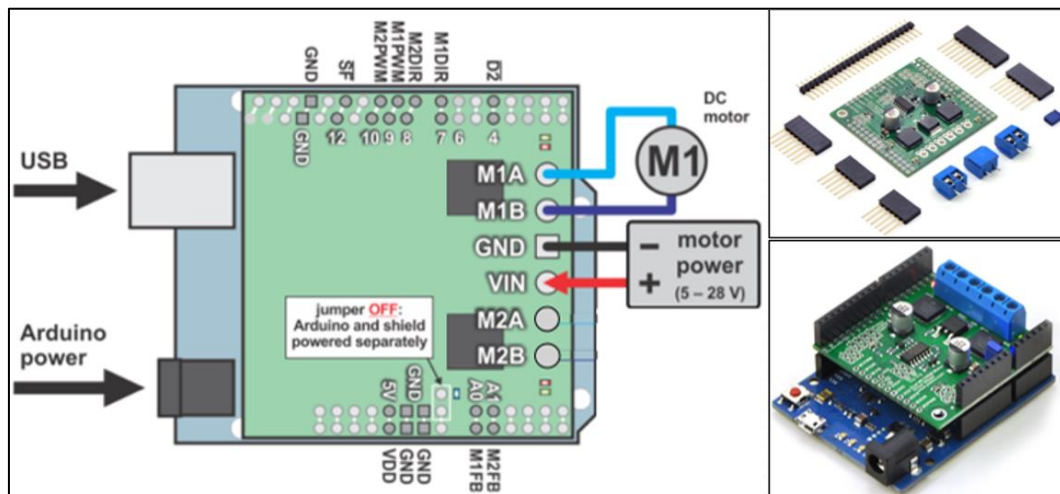 GND
SF
M2PWM
M1PWM
M2DIR
M1DIR
D2
GND
12
10
9
8
7
6
4
DC
motor
USB
M1A
M1
M1B
GND
VIN
M2A
M2B
− motor
power
+ (5 – 28 V)
jumper OFF:
Arduino and shield
powered separately
Arduino
power
5V
GND
A0
A1
VDD
GND
GND
M1FB
M2FB